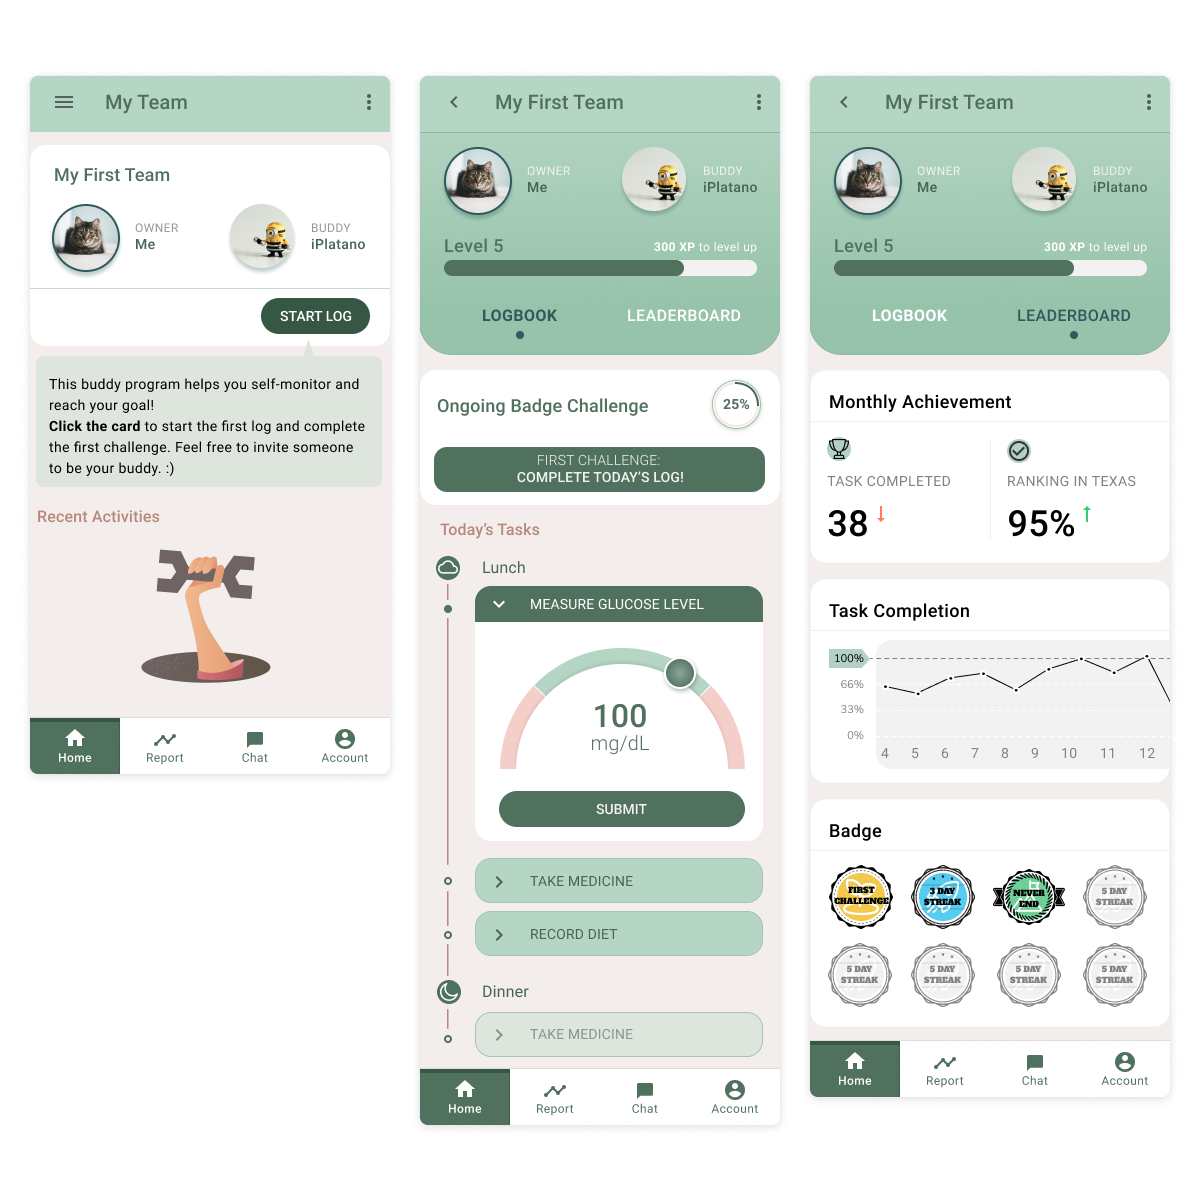 My Team
My First Team
OWNER
Me
BUDDY
iPlatano
START LOG
This buddy program helps you self-monitor and
reach your goal!
Click the card to start the first log and complete
the first challenge. Feel free to invite someone
to be your buddy. :)
Recent Activities
Home
Report
Chat
Account
My First Team
OWNER
Me
BUDDY
iPlatano
Level 5
300 XP to level up
LOGBOOK
LEADERBOARD
Ongoing Badge Challenge
25%
FIRST CHALLENGE:
COMPLETE TODAY'S LOG!
Today's Tasks
Lunch
MEASURE GLUCOSE LEVEL
100
mg/dL
SUBMIT
TAKE MEDICINE
RECORD DIET
Dinner
TAKE MEDICINE
Home
Report
Chat
Account
My First Team
OWNER
Me
BUDDY
iPlatano
Level 5
300 XP to level up
LOGBOOK
LEADERBOARD
Monthly Achievement
TASK COMPLETED
38
RANKING IN TEXAS
95%
Task Completion
100%
66%
33%
0%
4 5 6 7 8 9 10 11 12
Badge
FIRST
CHALLENGE
3 DAY
STREAK
NEVER
END
5 DAY
STREAK
5 DAY
STREAK
5 DAY
STREAK
5 DAY
STREAK
5 DAY
STREAK
Home
Report
Chat
Account